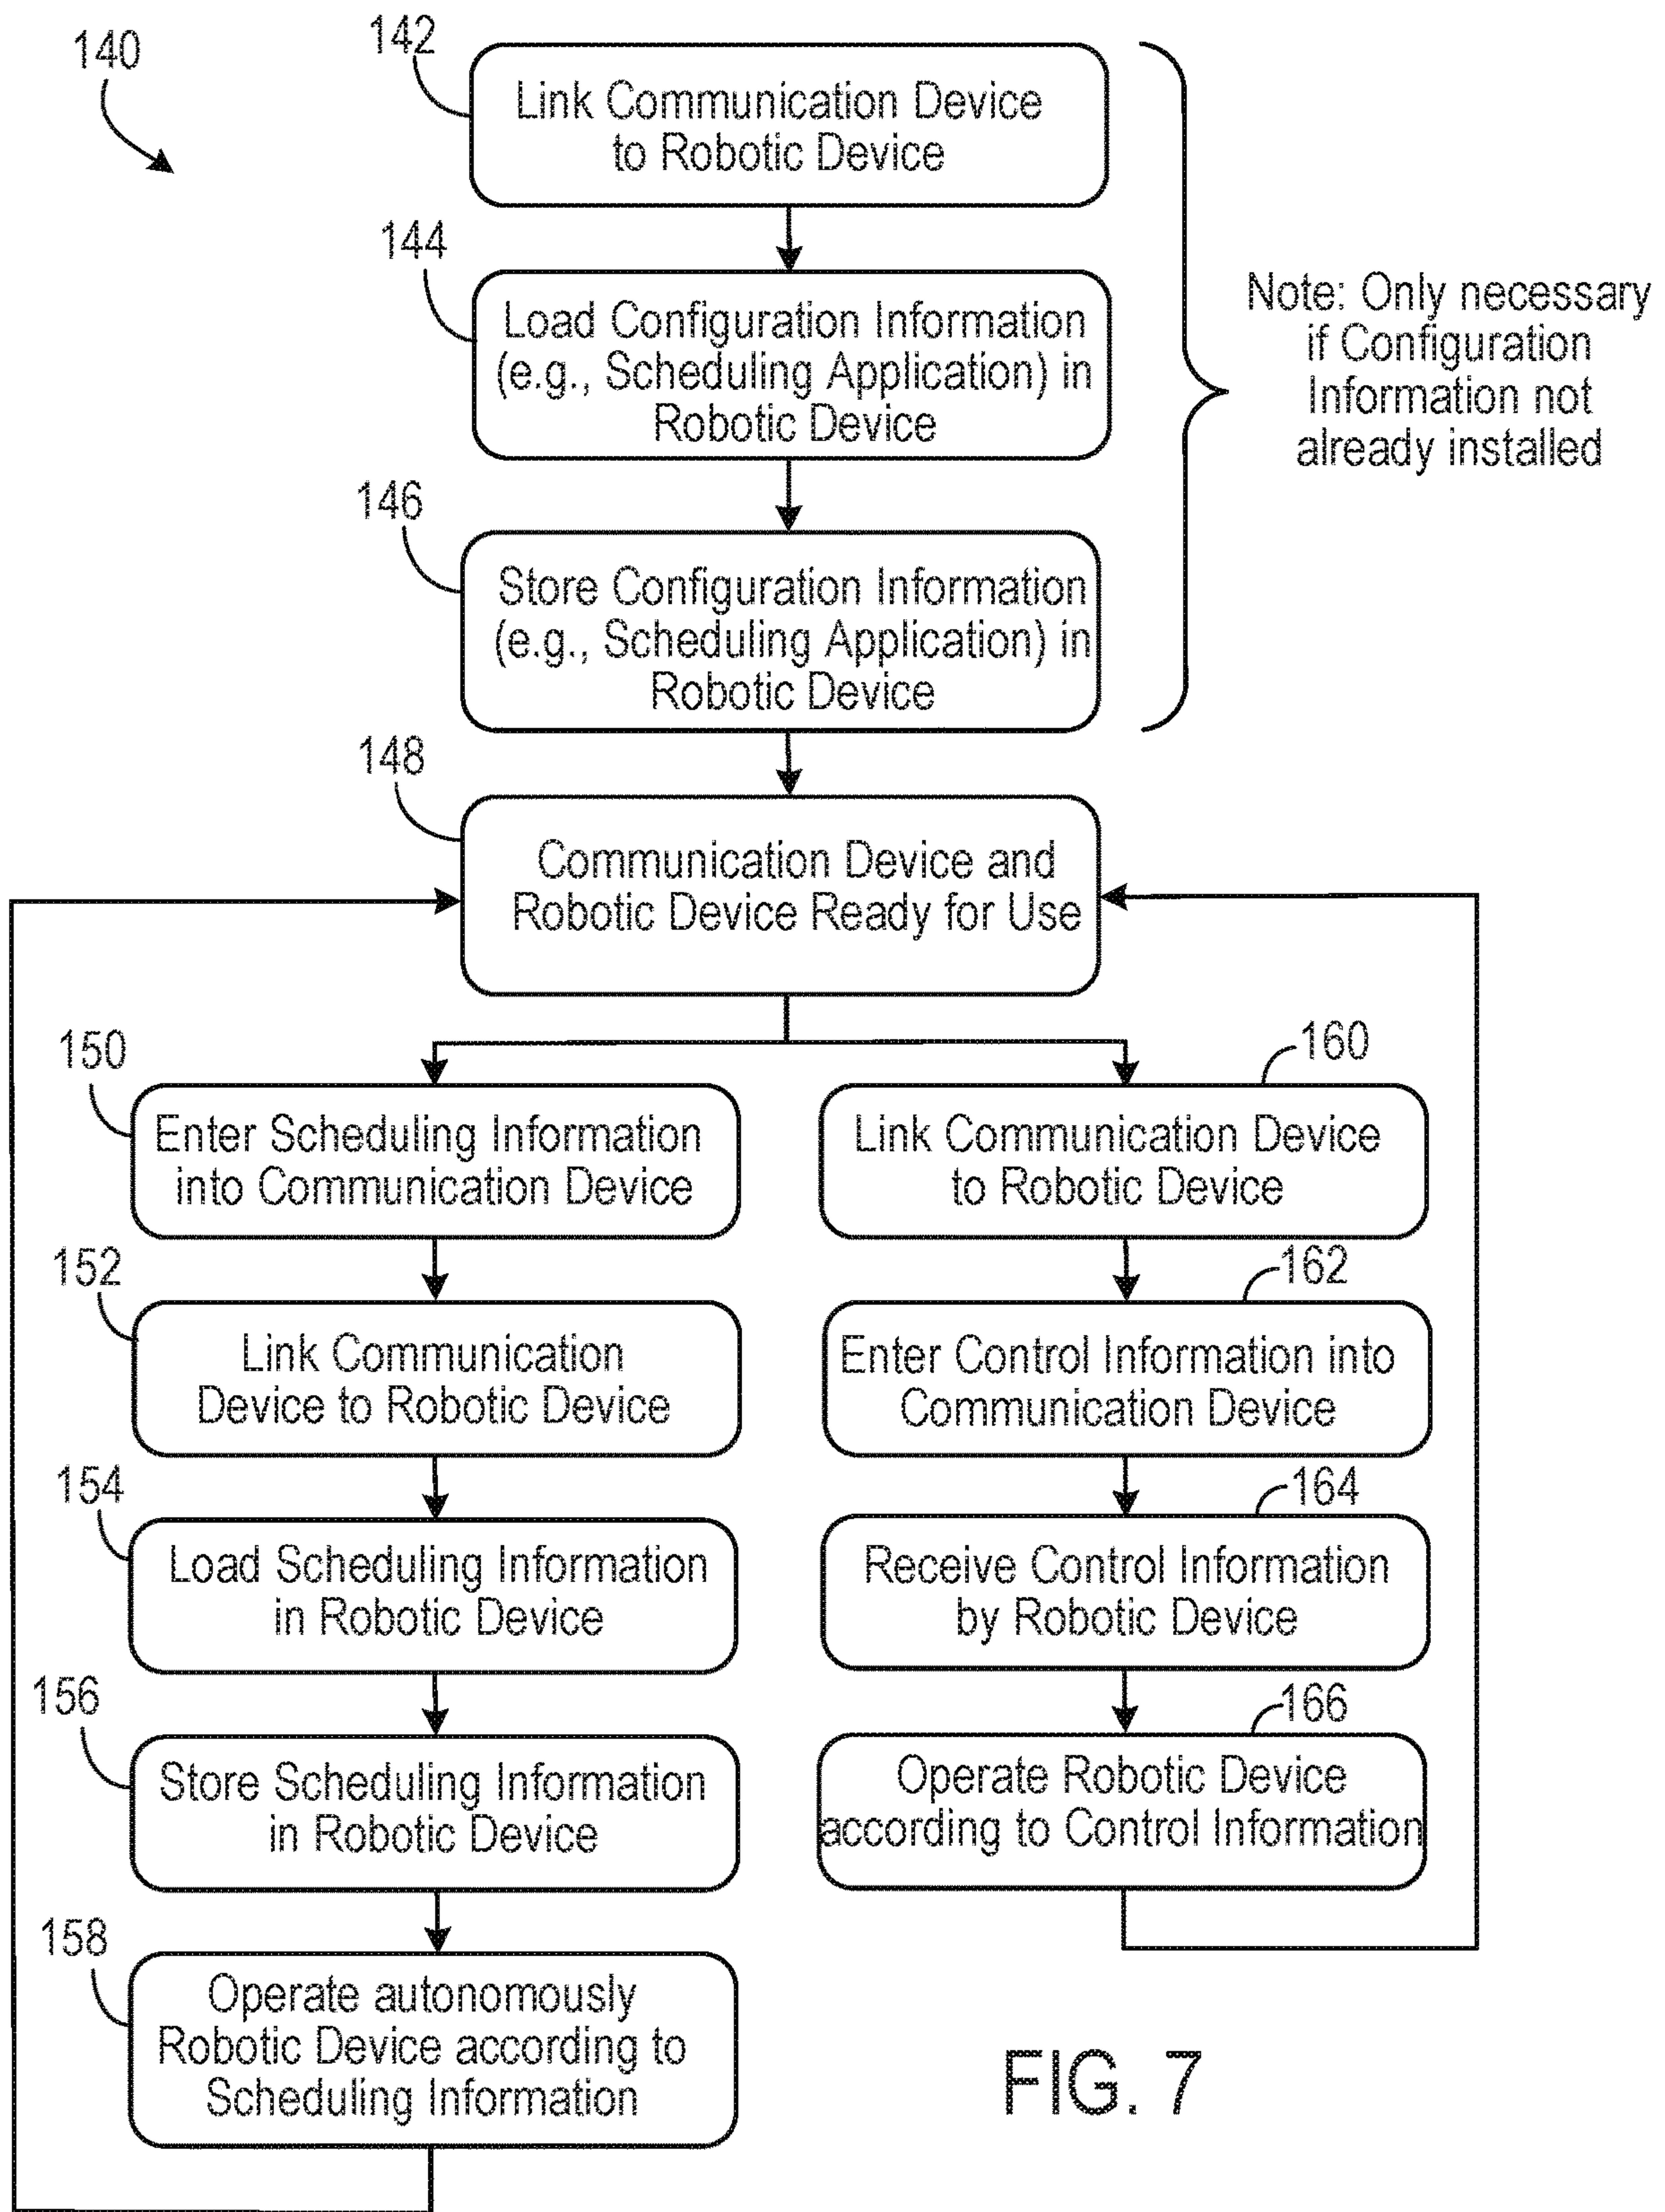 140
142
Link Communication Device
to Robotic Device
144
Load Configuration Information
(e.g., Scheduling Application) in
Robotic Device
Note: Only necessary
if Configuration
Information not
already installed
146
Store Configuration Information
(e.g., Scheduling Application) in
Robotic Device
148
Communication Device and
Robotic Device Ready for Use
150
Enter Scheduling Information
into Communication Device
152
Link Communication
Device to Robotic Device
154
Load Scheduling Information
in Robotic Device
156
Store Scheduling Information
in Robotic Device
158
Operate autonomously
Robotic Device according to
Scheduling Information
160
Link Communication Device
to Robotic Device
162
Enter Control Information into
Communication Device
164
Receive Control Information
by Robotic Device
166
Operate Robotic Device
according to Control Information
FIG. 7